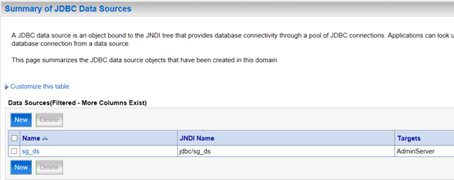 Summary of JDBC Data Sources
A JDBC data source is an object bound to the JNDI tree that provides database connectivity through a pool of JDBC connections. Applications can look u
database connection from a data source.
This page summarizes the JDBC data source objects that have been created in this domain.
Customize this table
Data Sources(Filtered - More Columns Exist)
New Delete
Name JNDI Name Targets
sg_ds jdbc/sg_ds AdminServer
New Delete